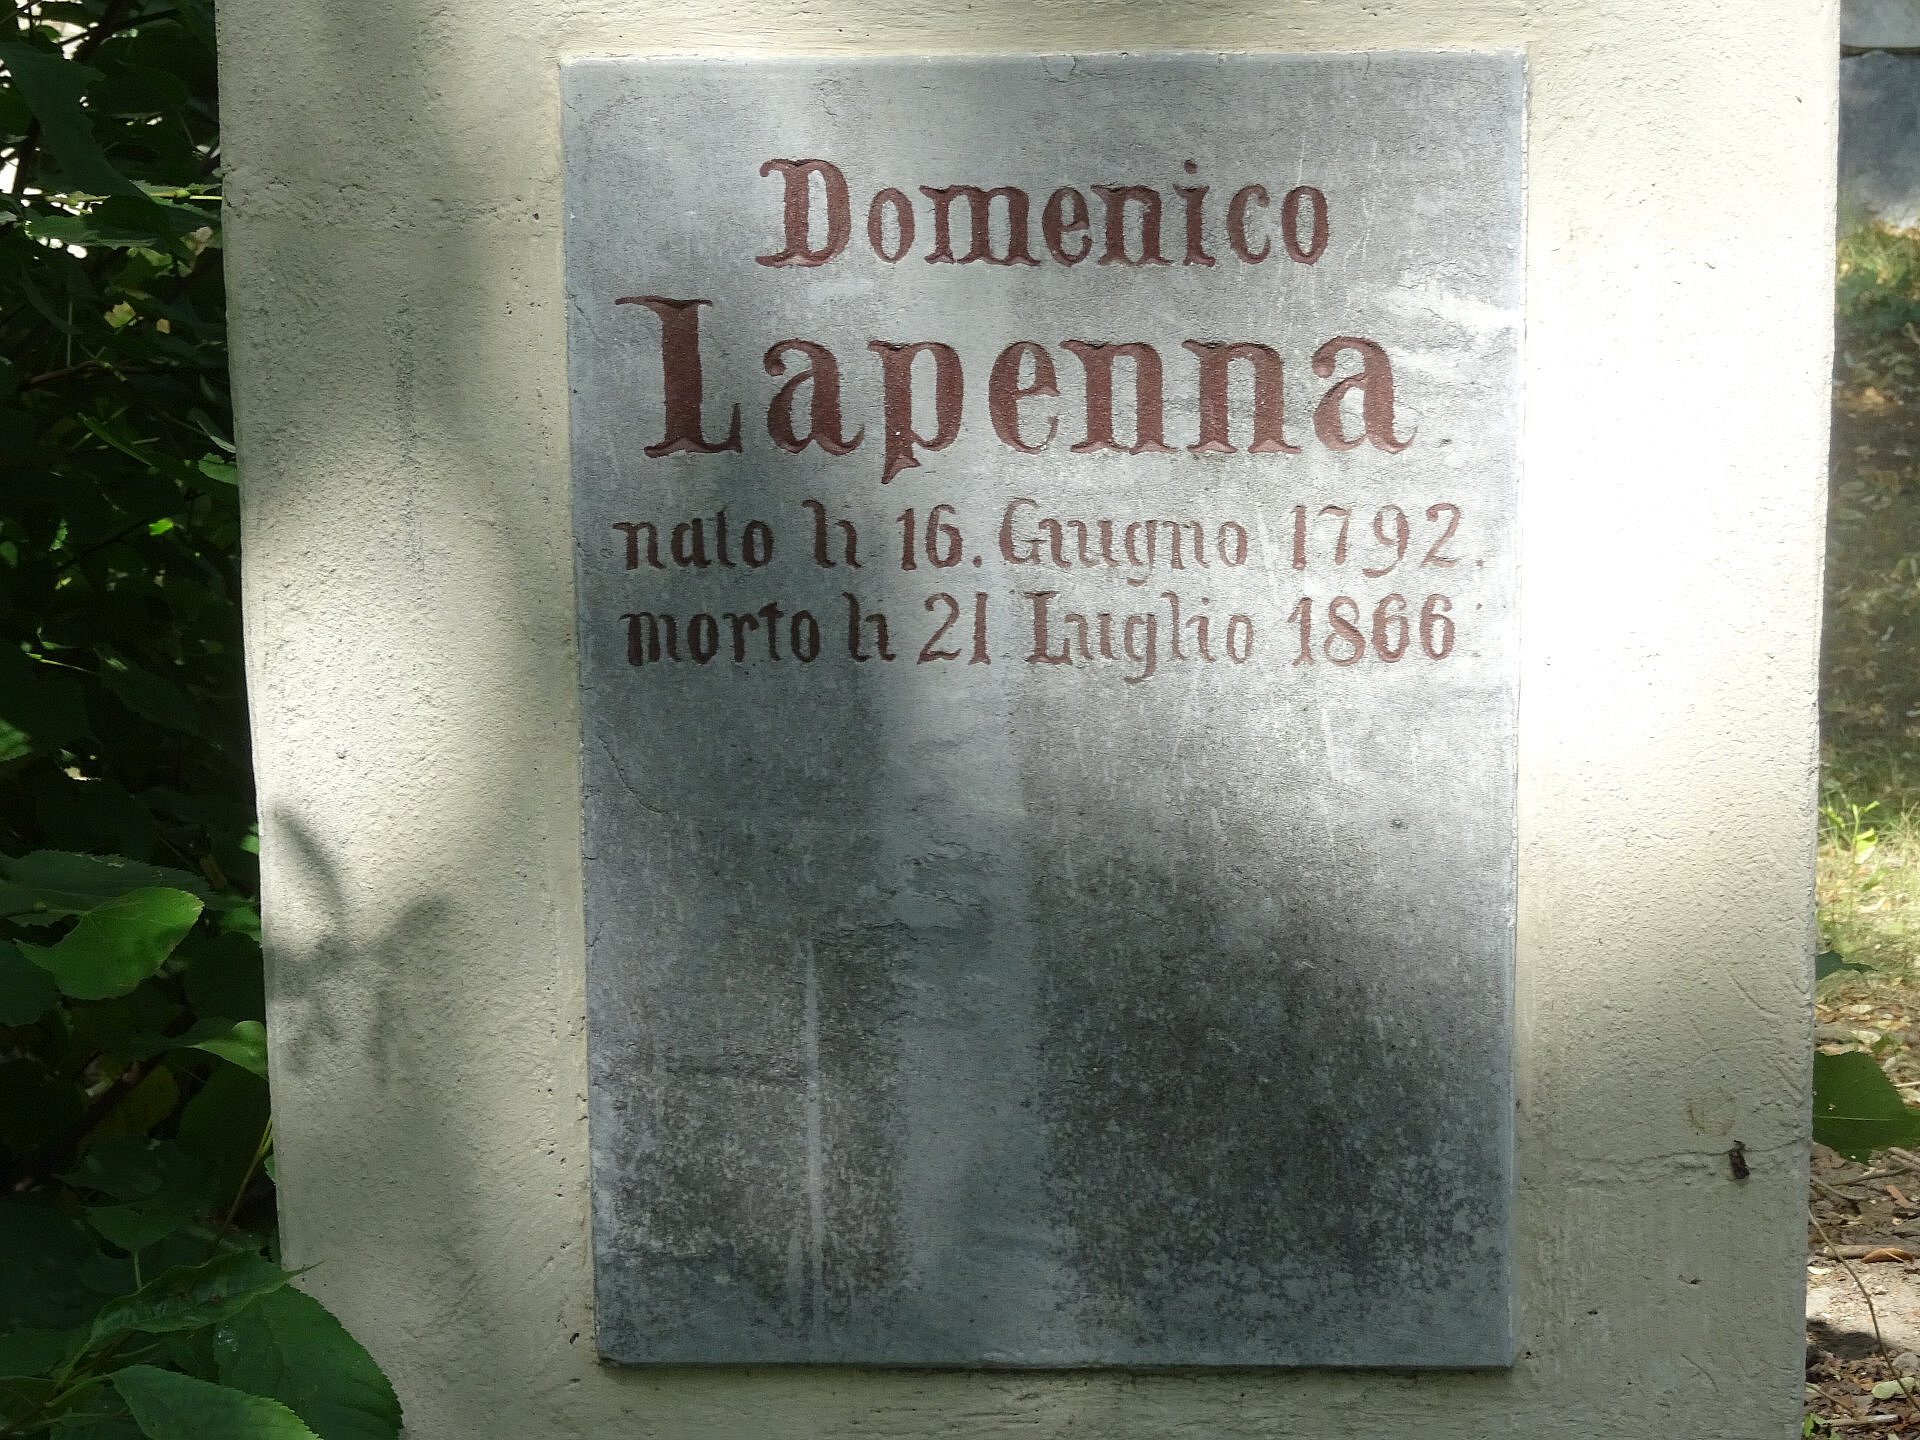 Domenico
Lapenna
nato li 16. Giugno 1792.
morto li 21 Luglio 1866